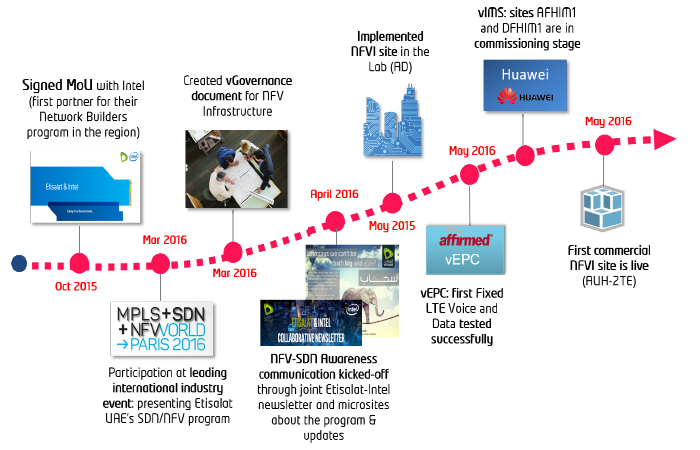 Signed MoU with Intel
(first partner for their
Network Builders
program in the region)
Etisalat & Intel
intel
Oct 2015
Mar 2016
MPLS+SDN
+NFVWORLD
→PARIS 2016
Participation at leading
international industry
event: presenting Etisalat
UAE's SDN/NFV program
Created vGovernance
document for NFV
Infrastructure
Mar 2016
April 2016
ETISALAT & INTEL
COLLABORATIVE NEWSLETTER
intel
NFV-SDN Awareness
communication kicked-off
through joint Etisalat-Intel
newsletter and microsites
about the program &
updates
Implemented
NFVI site in the
Lab (AD)
May 2015
May 2016
affirmed
vEPC
vEPC: first Fixed
LTE Voice and
Data tested
successfully
vIMS: sites AFHIM1
and DFHIM1 are in
commissioning stage
Huawei
HUAWEI
May 2016
First commercial
NFVI site is live
(AUH-2TE)